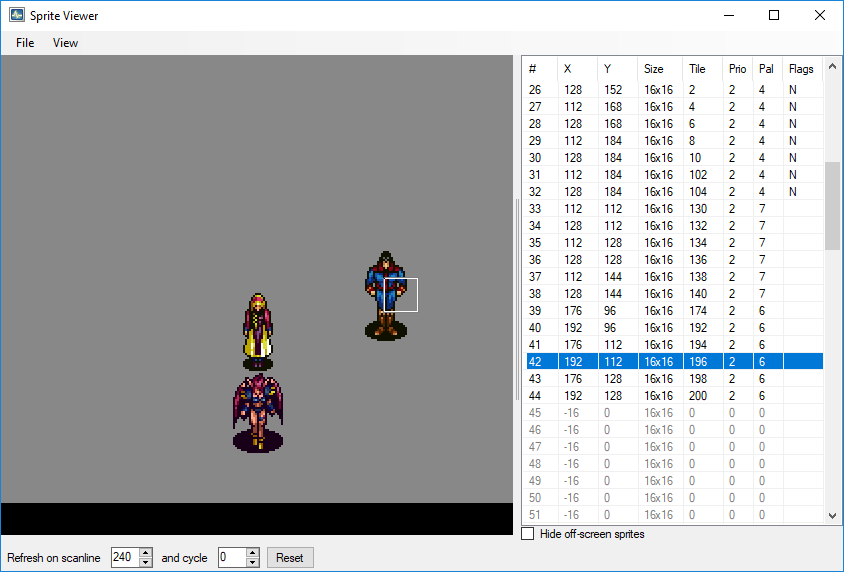 Sprite Viewer
File View
# X Y Size Tile Prio Pal Flags
26 128 152 16x16 2 2 4 N
27 112 168 16x16 4 2 4 N
28 128 168 16x16 6 2 4 N
29 112 184 16x16 8 2 4 N
30 128 184 16x16 10 2 4 N
31 112 184 16x16 102 2 4 N
32 128 184 16x16 104 2 4 N
33 112 112 16x16 130 2 7
34 128 112 16x16 132 2 7
35 112 128 16x16 134 2 7
36 128 128 16x16 136 2 7
37 112 144 16x16 138 2 7
38 128 144 16x16 140 2 7
39 176 96 16x16 174 2 6
40 192 96 16x16 192 2 6
41 176 112 16x16 194 2 6
42 192 112 16x16 196 2 6
43 176 128 16x16 198 2 6
44 192 128 16x16 200 2 6
45 -16 0 16x16 0 0 0
46 -16 0 16x16 0 0 0
47 -16 0 16x16 0 0 0
48 -16 0 16x16 0 0 0
49 -16 0 16x16 0 0 0
50 -16 0 16x16 0 0 0
51 -16 0 16x16 0 0 0
Hide off-screen sprites
Refresh on scanline 240 and cycle 0 Reset